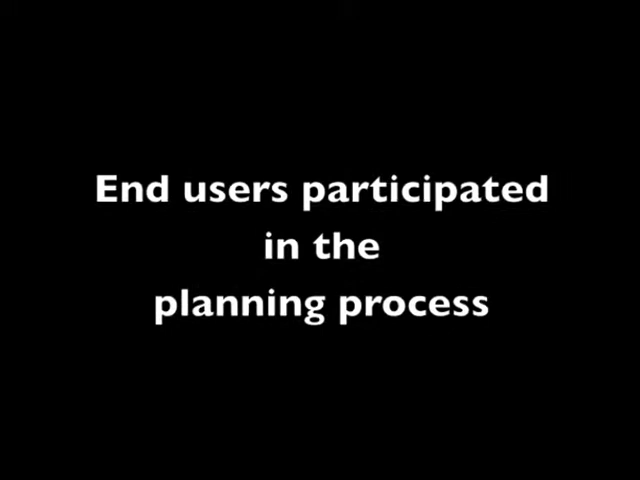 End users participated
in the
planning process